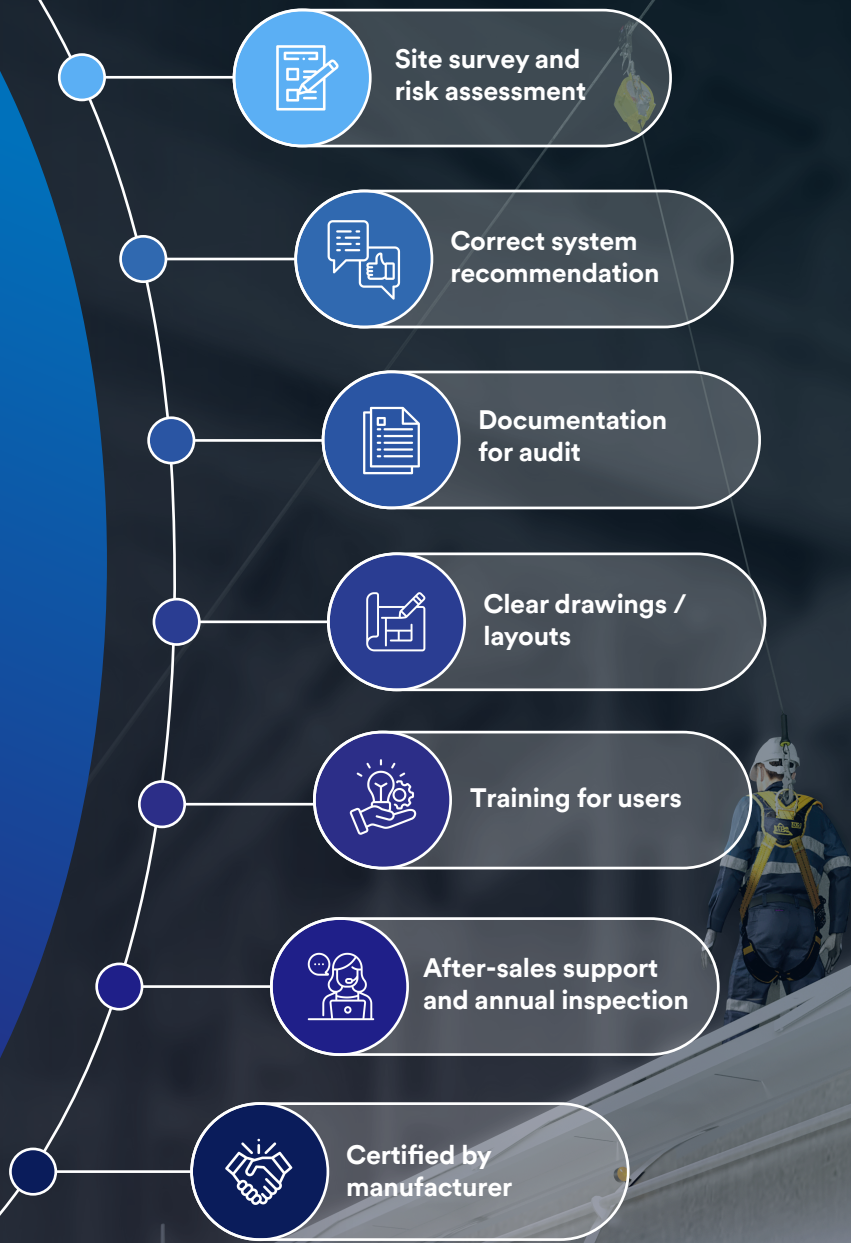 Site survey and
risk assessment
Correct system
recommendation
Documentation
for audit
Clear drawings /
layouts
Training for users
After-sales support
and annual inspection
Certified by
manufacturer